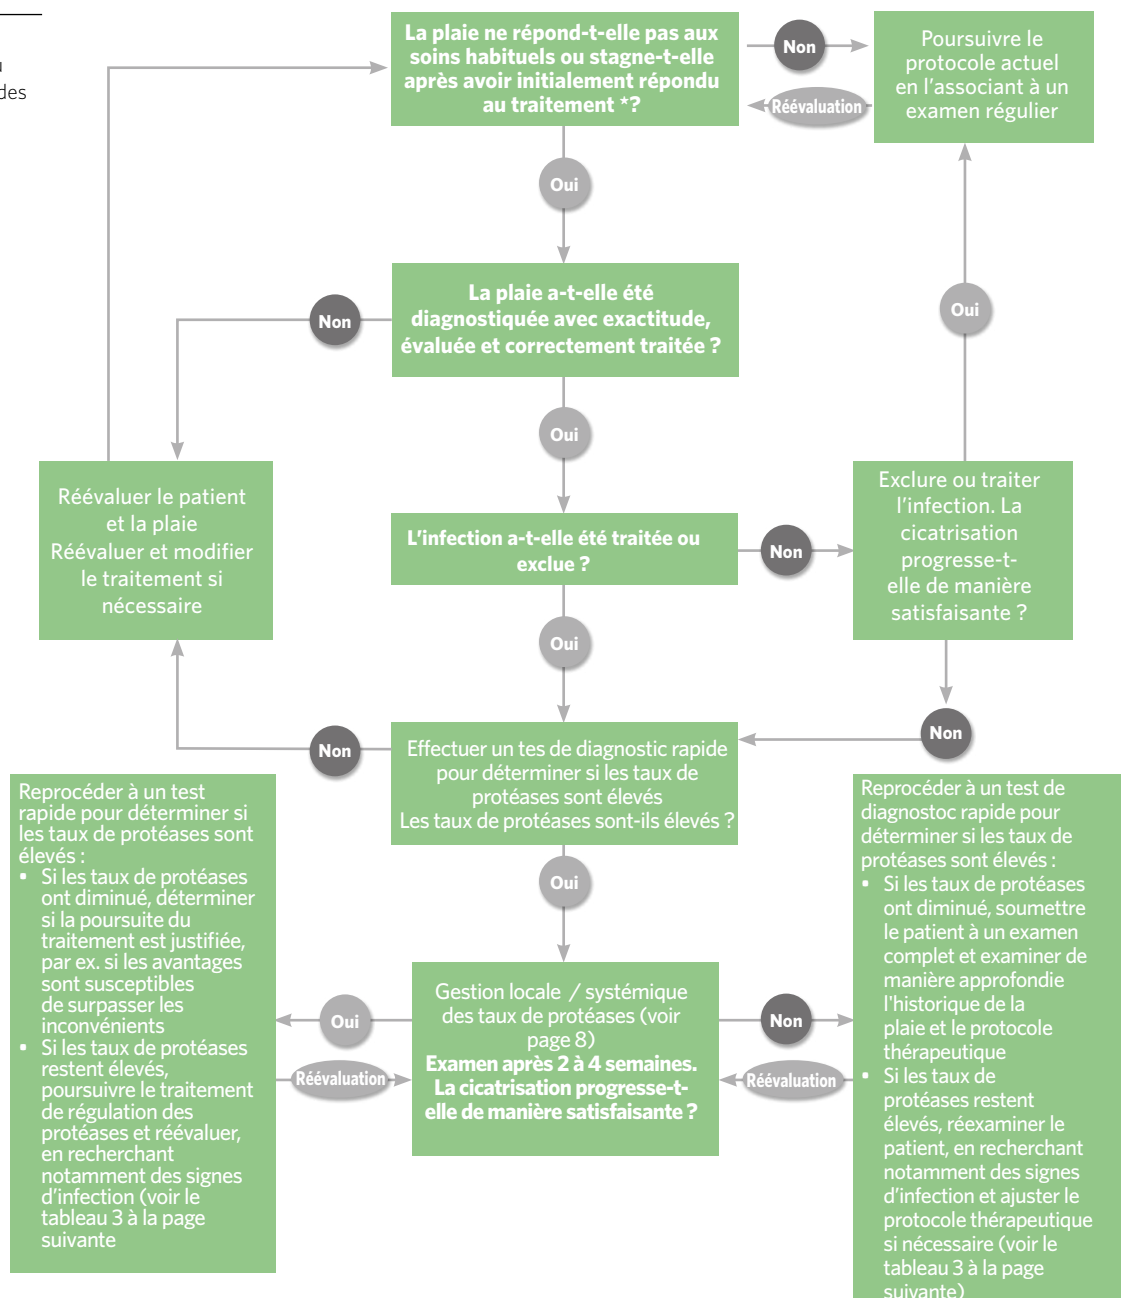 u
des
La plaie ne répond-t-elle pas aux
soins habituels ou stagne-t-elle
après avoir initialement répondu
au traitement *?
Non
Poursuivre le
protocole actuel
en l'associant à un
examen régulier
Réévaluation
Oui
La plaie a-t-elle été
diagnostiquée avec exactitude,
évaluée et correctement traitée ?
Non
Oui
Oui
Réévaluer le patient
et la plaie
Réévaluer et modifier
le traitement si
nécessaire
L'infection a-t-elle été traitée ou
exclue ?
Non
Exclure ou traiter
l'infection. La
cicatrisation
progresse-t-
elle de manière
satisfaisante ?
Oui
Non
Effectuer un tes de diagnostic rapide
pour déterminer si les taux de
protéases sont élevés
Les taux de protéases sont-ils élevés ?
Non
Oui
Reprocéder à un test
rapide pour déterminer si
les taux de protéases sont
élevés :
• Si les taux de protéases
ont diminué, déterminer
si la poursuite du
traitement est justifiée,
par ex. si les avantages
sont susceptibles
de surpasser les
inconvénients
• Si les taux de protéases
restent élevés,
poursuivre le traitement
de régulation des
protéases et réévaluer,
en recherchant
notamment des signes
d'infection (voir le
tableau 3 à la page
suivante
Oui
Réévaluation
Gestion locale / systémique
des taux de protéases (voir
page 8)
Examen après 2 à 4 semaines.
La cicatrisation progresse-t-
elle de manière satisfaisante ?
Non
Réévaluation
Reprocéder à un test de
diagnostoc rapide pour
déterminer si les taux de
protéases sont élevés :
• Si les taux de protéases
ont diminué, soumettre
le patient à un examen
complet et examiner de
manière approfondie
l'historique de la
plaie et le protocole
thérapeutique
• Si les taux de
protéases restent
élevés, réexaminer le
patient, en recherchant
notamment des signes
d'infection et ajuster le
protocole thérapeutique
si nécessaire (voir le
tableau 3 à la page
suivante)